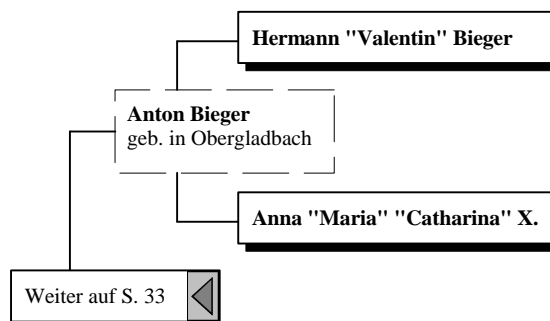 Hermann "Valentin" Bieger
Anton Bieger
geb. in Obergladbach
Anna "Maria" "Catharina" X.
Weiter auf S. 33